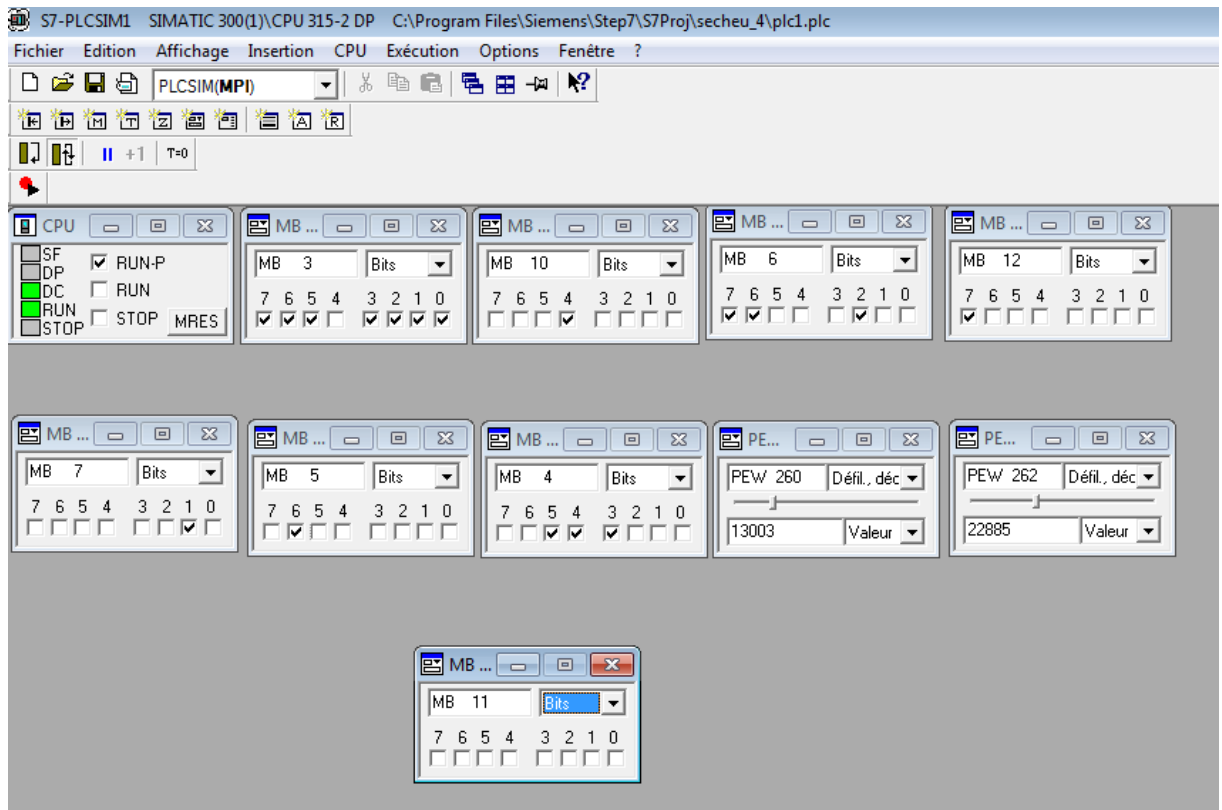 S7-PLCSIM1 SIMATIC 300(1)\CPU 315-2 DP C:\Program Files\Siemens\Step7\S7Proj\secheu_4\plc1.plc
Fichier Edition Affichage Insertion CPU Exécution Options Fenêtre ?
PLCSIM(MPI)
+1 T=0
CPU
SF
DP
DC
RUN
STOP
RUN-P
RUN
STOP
MRES
MB ...
MB 3 Bits
7 6 5 4 3 2 1 0
MB ...
MB 10 Bits
7 6 5 4 3 2 1 0
MB ...
MB 6 Bits
7 6 5 4 3 2 1 0
MB ...
MB 12 Bits
7 6 5 4 3 2 1 0
MB ...
MB 7 Bits
7 6 5 4 3 2 1 0
MB ...
MB 5 Bits
7 6 5 4 3 2 1 0
MB ...
MB 4 Bits
7 6 5 4 3 2 1 0
PE...
PEW 260 Défil., déc
13003 Valeur
PE...
PEW 262 Défil., déc
22885 Valeur
MB ...
MB 11 Bits
7 6 5 4 3 2 1 0